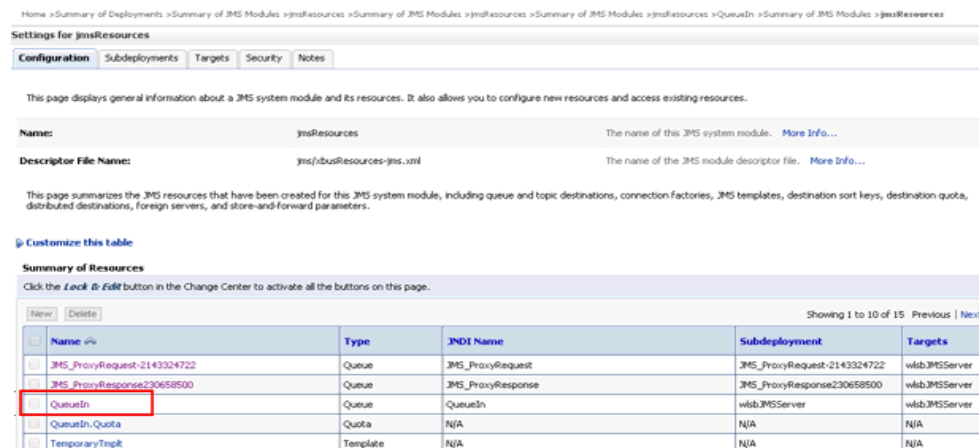 Home >Summary of Deployments >Summary of JMS Modules >jmsResources >Summary of JMS Modules >jmsResources >Summary of JMS Modules >jmsResources >QueueIn >Summary of JMS Modules >jmsResources
Settings for jmsResources
Configuration Subdeployments Targets Security Notes
This page displays general information about a JMS system module and its resources. It also allows you to configure new resources and access existing resources.
Name: jmsResources The name of this JMS system module. More Info...
Descriptor File Name: jms/xbusResources-jms.xml The name of the JMS module descriptor file. More Info...
This page summarizes the JMS resources that have been created for this JMS system module, including queue and topic destinations, connection factories, JMS templates, destination sort keys, destination quota,
distributed destinations, foreign servers, and store-and-forward parameters.
Customize this table
Summary of Resources
Click the Lock & Edit button in the Change Center to activate all the buttons on this page.
New Delete Showing 1 to 10 of 15 Previous | Next
Name Type JNDI Name Subdeployment Targets
JMS_ProxyRequest-2143324722 Queue JMS_ProxyRequest JMS_ProxyRequest-2143324722 wlsbJMSServer
JMS_ProxyResponse230658500 Queue JMS_ProxyResponse JMS_ProxyResponse230658500 wlsbJMSServer
QueueIn Queue QueueIn wlsbJMSServer wlsbJMSServer
QueueIn.Quota Quota N/A N/A N/A
TemporaryTmplt Template N/A N/A N/A